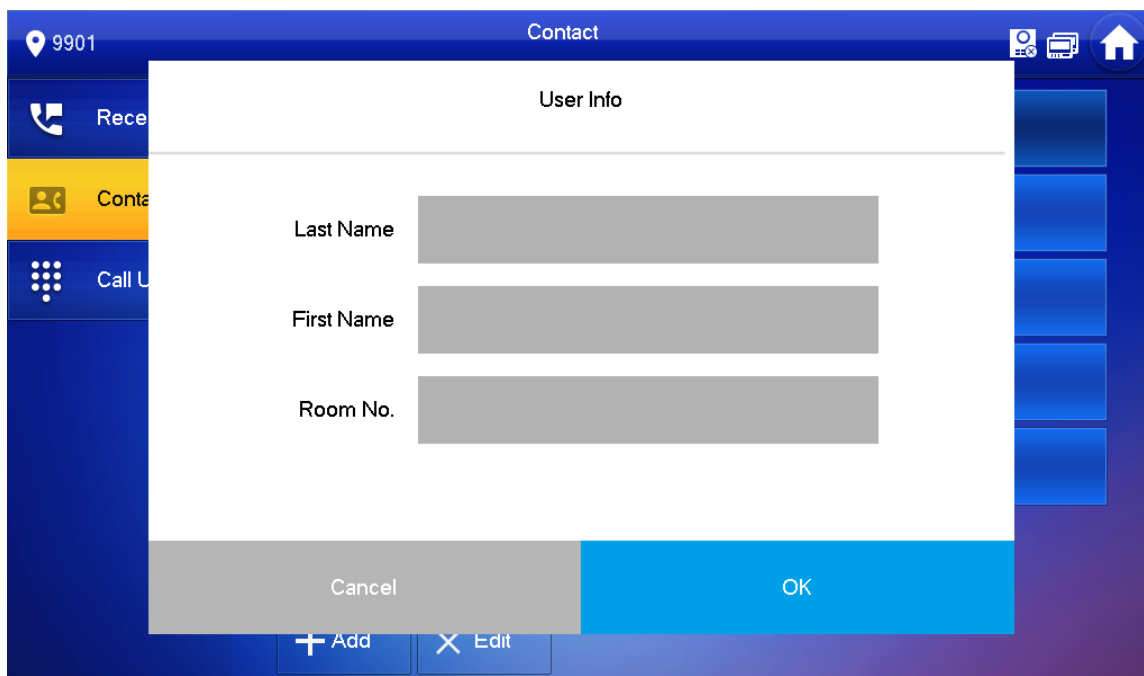 9901
Contact
User Info
Rece
Conta
Call U
Last Name
First Name
Room No.
Cancel
OK
Add
Edit